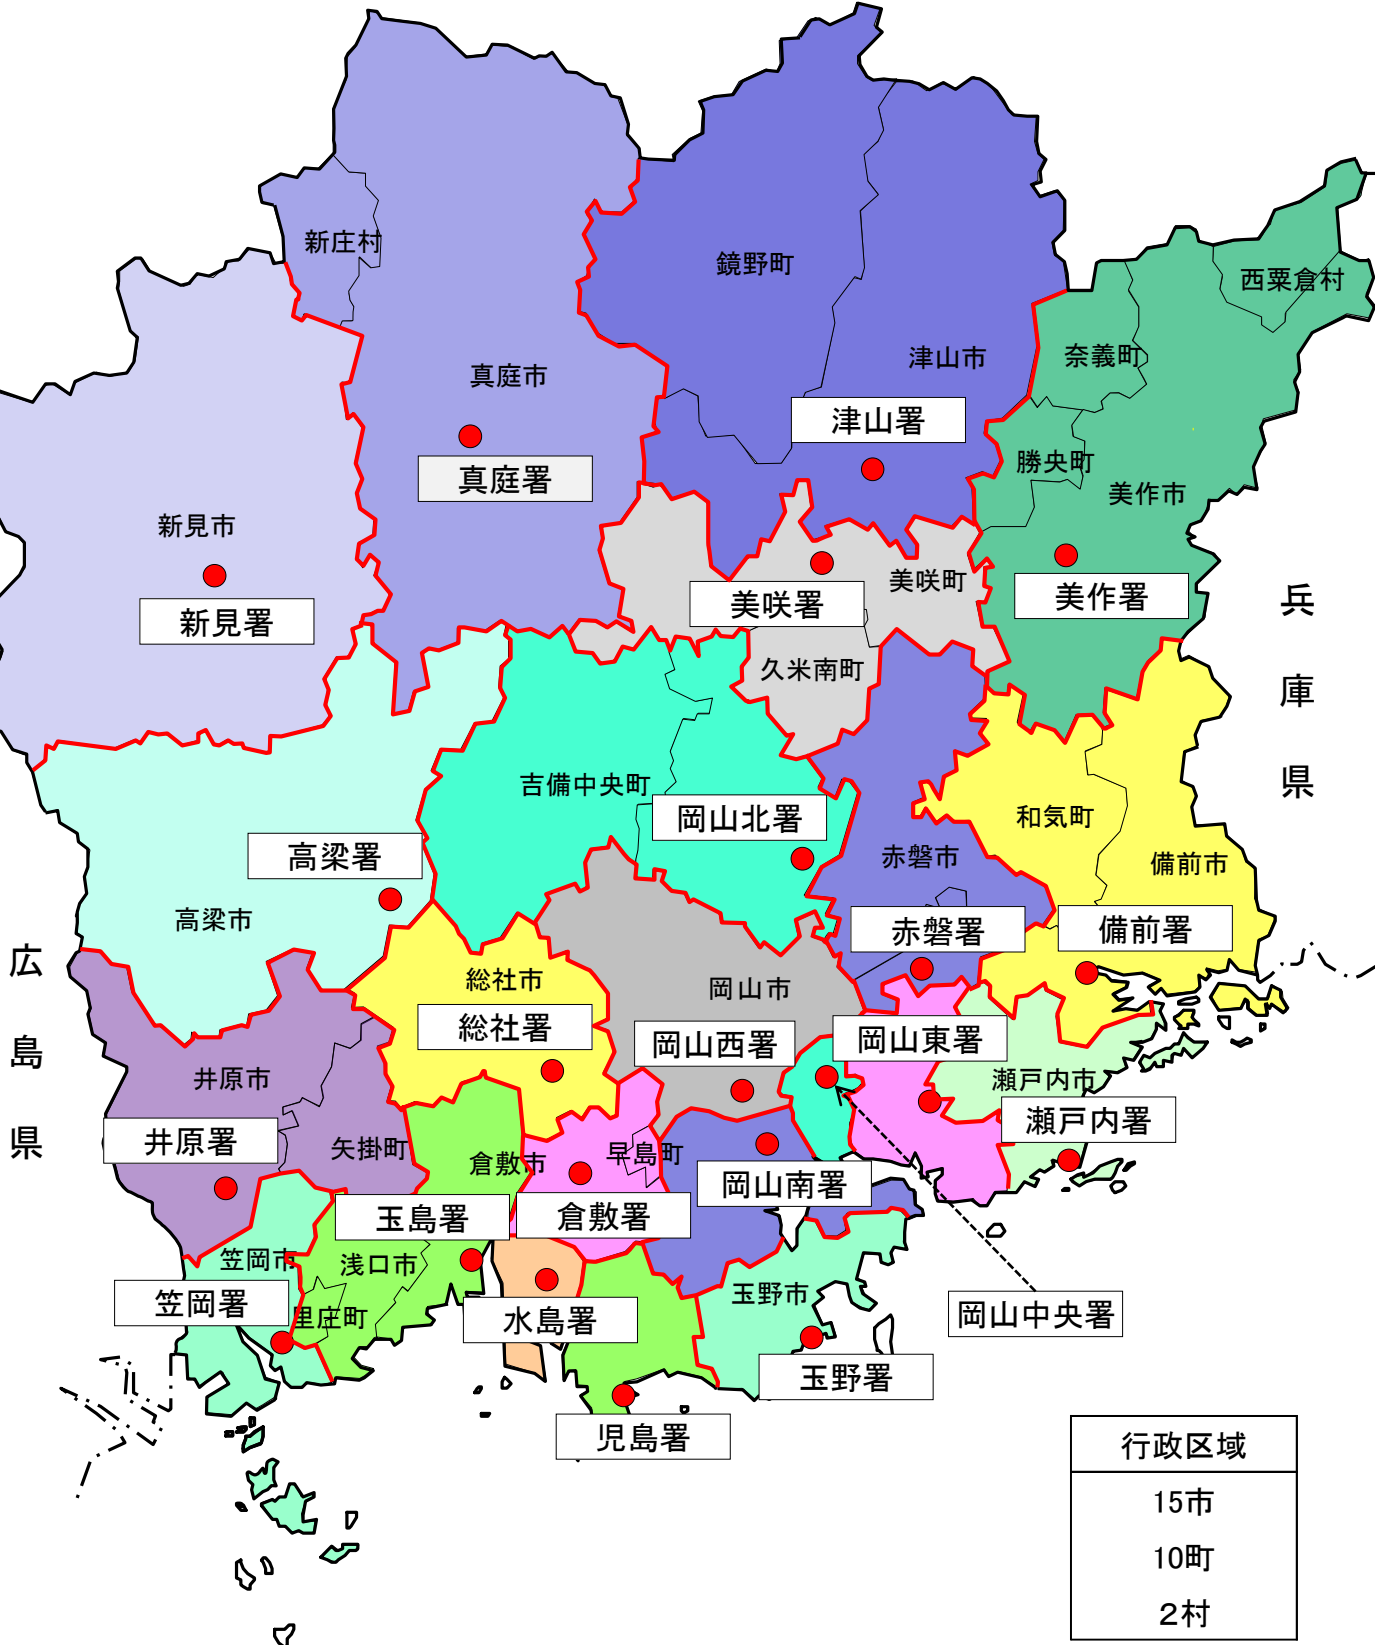 新庄村
鏡野町
西粟倉村
津山市
奈義町
真庭市
津山署
勝央町
真庭署
美作市
新見市
美咲町
美作署
美咲署
新見署
久米南町
兵
庫
県
吉備中央町
岡山北署
和気町
高梁署
赤磐市
備前市
高梁市
赤磐署
備前署
広
島
県
総社市
岡山市
総社署
岡山西署
岡山東署
井原市
瀬戸内市
瀬戸内署
井原署
矢掛町
倉敷市
早島町
岡山南署
玉島署
倉敷署
笠岡市
浅口市
玉野市
笠岡署
里庄町
水島署
岡山中央署
玉野署
児島署
行政区域
15市
10町
2村